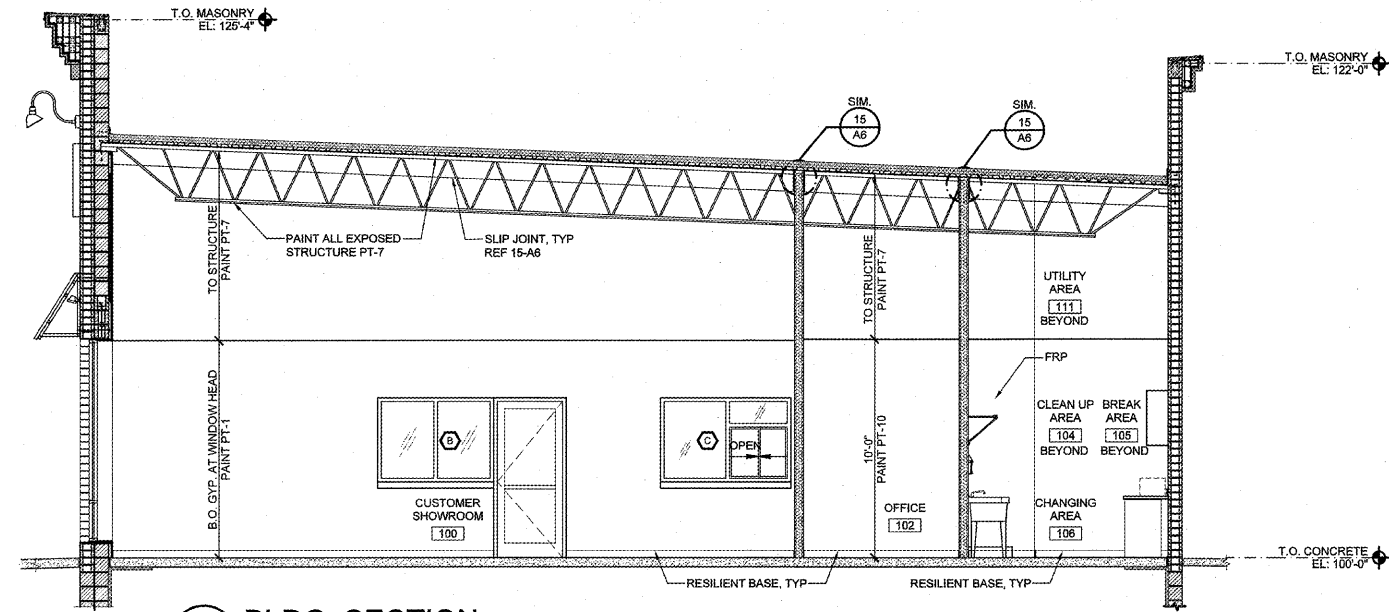 T.O. MASONRY
EL: 125'-4"
T.O. MASONRY
EL: 122'-0"
SIM.
15
A6
SIM.
15
A6
TO STRUCTURE
PAINT PT-7
PAINT ALL EXPOSED
STRUCTURE PT-7
SLIP JOINT, TYP
REF 15-A6
TO STRUCTURE
PAINT PT-7
UTILITY
AREA
111
BEYOND
FRP
B.O. GYP. AT WINDOW HEAD
PAINT PT-1
B
C
OPEN
10'-0"
PAINT PT-10
CLEAN UP
AREA
104
BEYOND
BREAK
AREA
105
BEYOND
CUSTOMER
SHOWROOM
100
OFFICE
102
CHANGING
AREA
106
T.O. CONCRETE
EL: 100'-0"
RESILIENT BASE, TYP
RESILIENT BASE, TYP
BLDG. SECTION